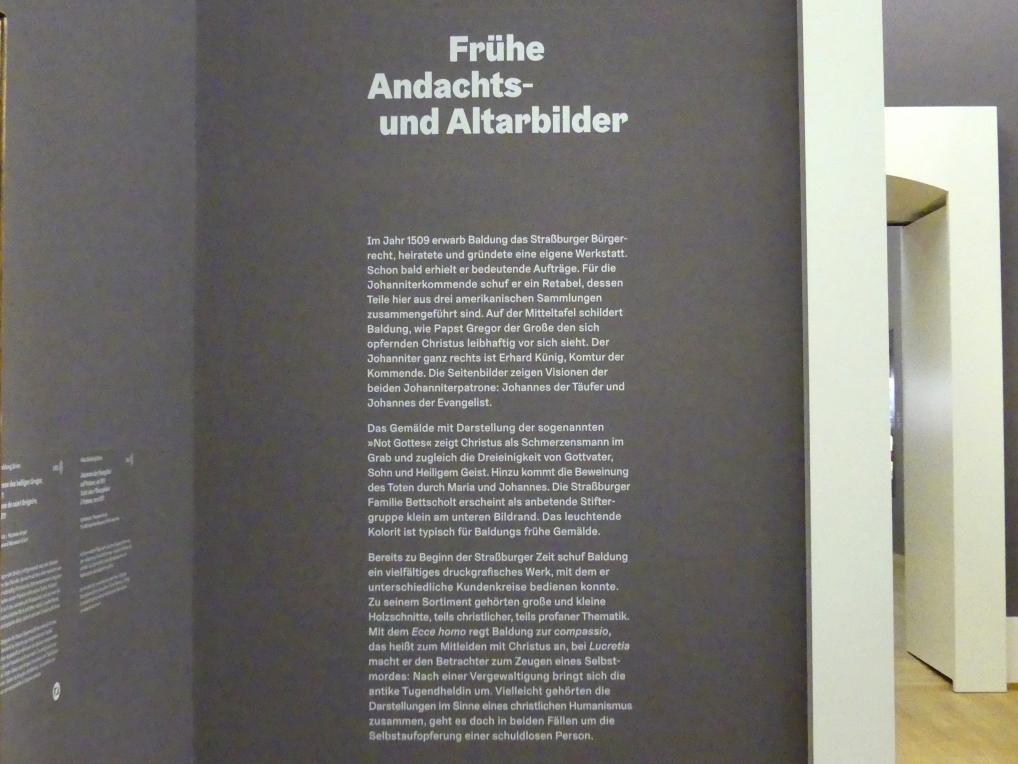 Frühe
Andachts-
und Altarbilder
Im Jahr 1509 erwarb Baldung das Straßburger Bürger-
recht, heiratete und gründete eine eigene Werkstatt.
Schon bald erhielt er bedeutende Aufträge. Für die
Johanniterkommende schuf er ein Retabel, dessen
Teile hier aus drei amerikanischen Sammlungen
zusammengeführt sind. Auf der Mitteltafel schildert
Baldung, wie Papst Gregor der Große den sich
opfernden Christus leibhaftig vor sich sieht. Der
Johanniter ganz rechts ist Erhard Künig, Komtur der
Kommende. Die Seitenbilder zeigen Visionen der
beiden Johanniterpatrone: Johannes der Täufer und
Johannes der Evangelist.
Das Gemälde mit Darstellung der sogenannten
»Not Gottes« zeigt Christus als Schmerzensmann im
Grab und zugleich die Dreieinigkeit von Gottvater,
Sohn und Heiligem Geist. Hinzu kommt die Beweinung
des Toten durch Maria und Johannes. Die Straßburger
Familie Bettscholt erscheint als anbetende Stifter-
gruppe klein am unteren Bildrand. Das leuchtende
Kolorit ist typisch für Baldungs frühe Gemälde.
Bereits zu Beginn der Straßburger Zeit schuf Baldung
ein vielfältiges druckgrafisches Werk, mit dem er
unterschiedliche Kundenkreise bedienen konnte.
Zu seinem Sortiment gehörten große und kleine
Holzschnitte, teils christlicher, teils profaner Thematik.
Mit dem Ecce homo regt Baldung zur compassio,
das heißt zum Mitleiden mit Christus an, bei Lucretia
macht er den Betrachter zum Zeugen eines Selbst-
mordes: Nach einer Vergewaltigung bringt sich die
antike Tugendheldin um. Vielleicht gehörten die
Darstellungen im Sinne eines christlichen Humanismus
zusammen, geht es doch in beiden Fällen um die
Selbstaufopferung einer schuldlosen Person.